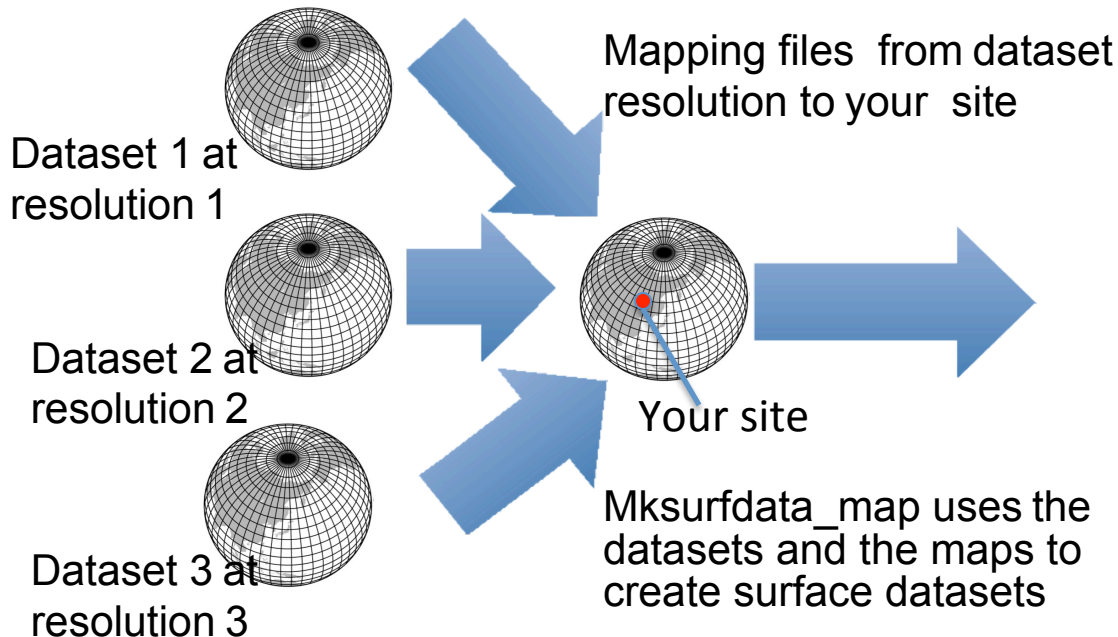 Dataset 1 at
resolution 1
Dataset 2 at
resolution 2
Dataset 3 at
resolution 3
Mapping files from dataset
resolution to your site
Your site
Mksurfdata_map uses the
datasets and the maps to
create surface datasets